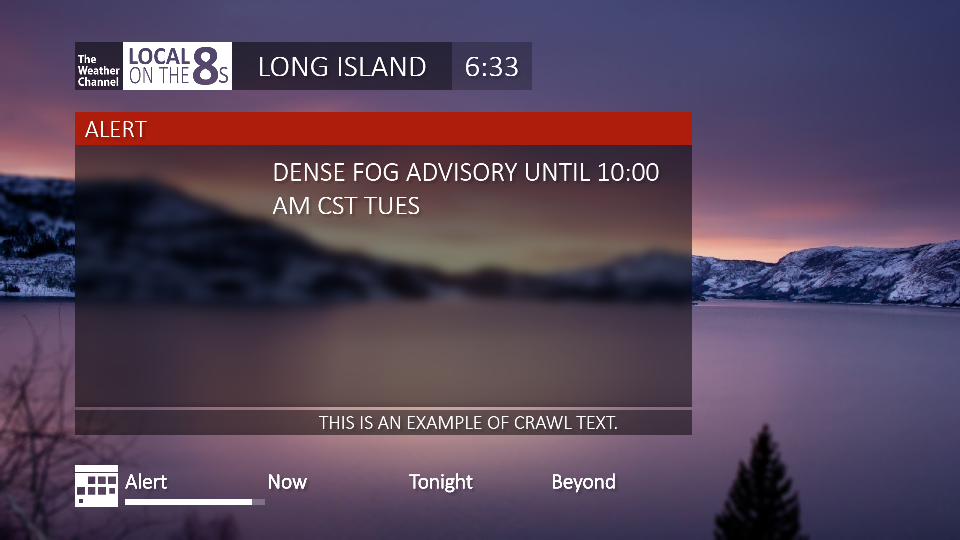 The
Weather
Channel
LOCAL
ON THE 8s
LONG ISLAND
6:33
ALERT
DENSE FOG ADVISORY UNTIL 10:00
AM CST TUES
THIS IS AN EXAMPLE OF CRAWL TEXT.
Alert
Now
Tonight
Beyond